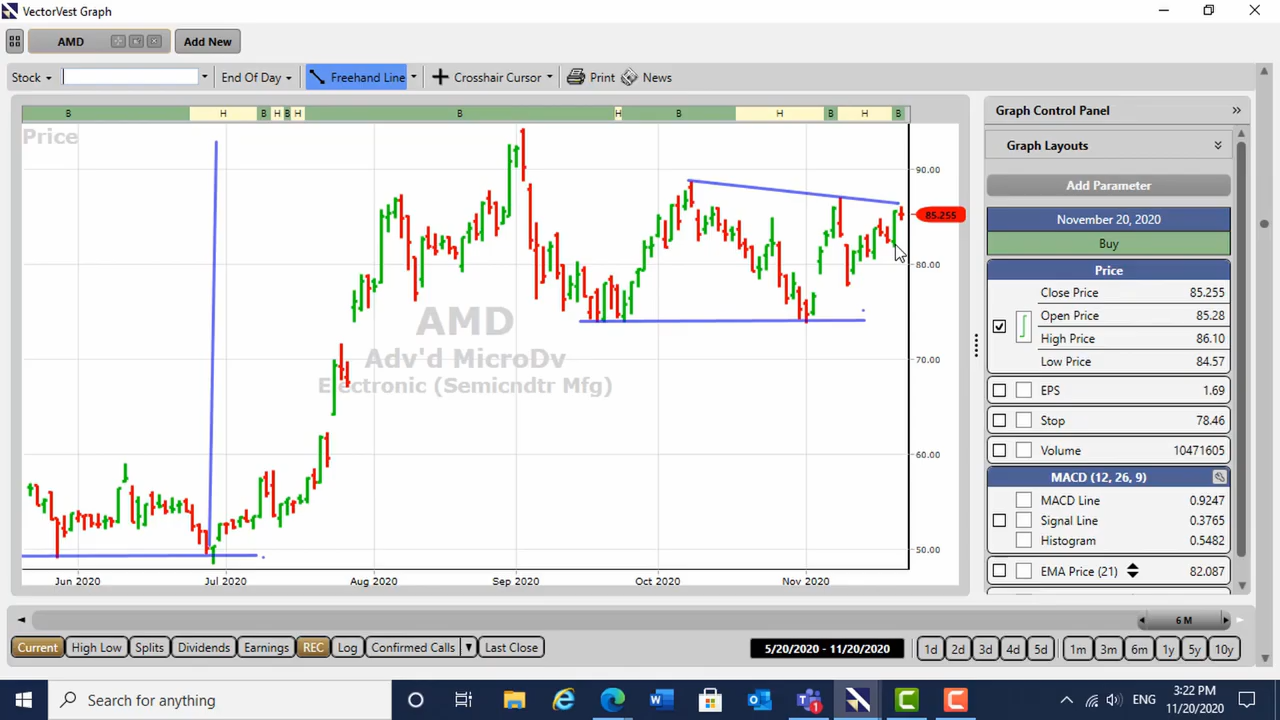 VectorVest Graph
AMD
Add New
Stock
End Of Day
Freehand Line
Crosshair Cursor
Print
News
B H B H B H B H B H B H B
Price
AMD
Adv'd MicroDv
Electronic (Semicndtr Mfg)
90.00
85.255
80.00
70.00
60.00
50.00
Jun 2020 Jul 2020 Aug 2020 Sep 2020 Oct 2020 Nov 2020
Graph Control Panel
Graph Layouts
Add Parameter
November 20, 2020
Buy
Price
Close Price 85.255
Open Price 85.28
High Price 86.10
Low Price 84.57
EPS 1.69
Stop 78.46
Volume 10471605
MACD (12, 26, 9)
MACD Line 0.9247
Signal Line 0.3765
Histogram 0.5482
EMA Price (21) 82.087
6 M
Current High Low Splits Dividends Earnings REC Log Confirmed Calls Last Close
5/20/2020 - 11/20/2020
1d 2d 3d 4d 5d 1m 3m 6m 1y 5y 10y
Search for anything
ENG
3:22 PM
11/20/2020